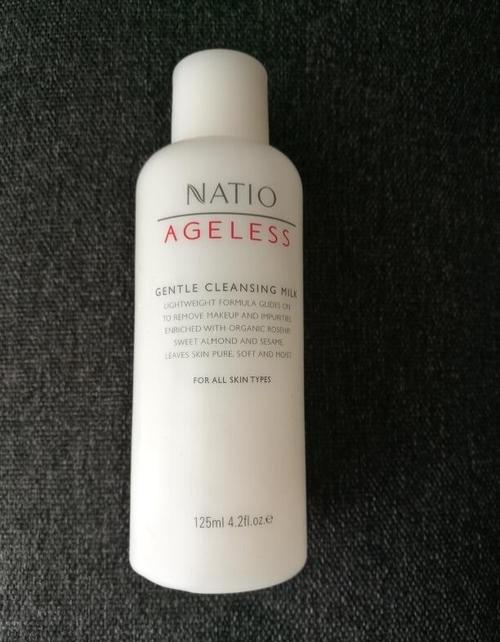 NATIO
AGELESS
GENTLE CLEANSING MILK
LIGHTWEIGHT FORMULA GLIDES ON
TO REMOVE MAKEUP AND IMPURITIES
ENRICHED WITH ORGANIC ROSEHIP,
SWEET ALMOND AND SESAME.
LEAVES SKIN PURE, SOFT AND MOIST.
FOR ALL SKIN TYPES
125ml 4.2fl.oz.℮